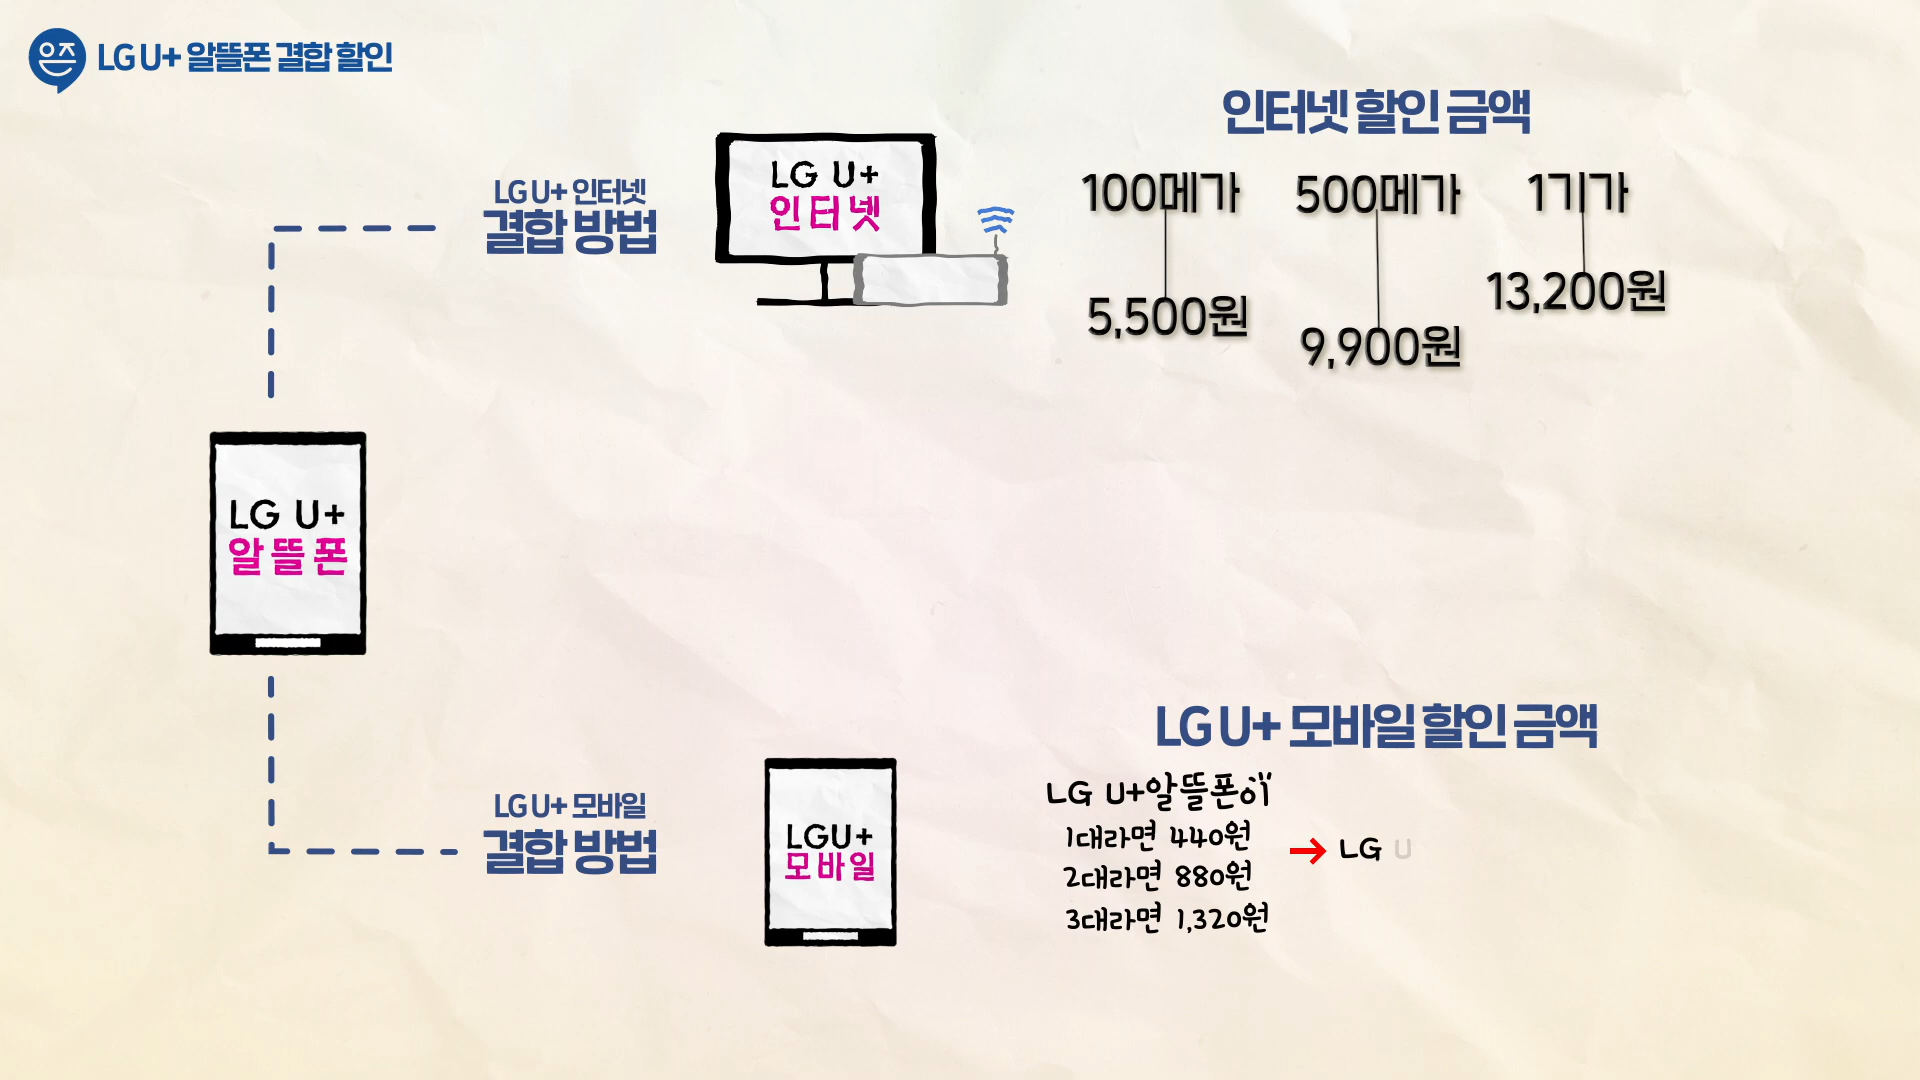 은즈
LG U+ 알뜰폰 결합 할인
LG U+ 인터넷
결합 방법
LG U+
인터넷
인터넷 할인 금액
100메가
500메가
1기가
5,500원
9,900원
13,200원
LG U+
알뜰폰
LG U+ 모바일
결합 방법
LGU+
모바일
LG U+ 모바일 할인 금액
LG U+알뜰폰이
1대라면 440원
2대라면 880원
3대라면 1,320원
→ LG U